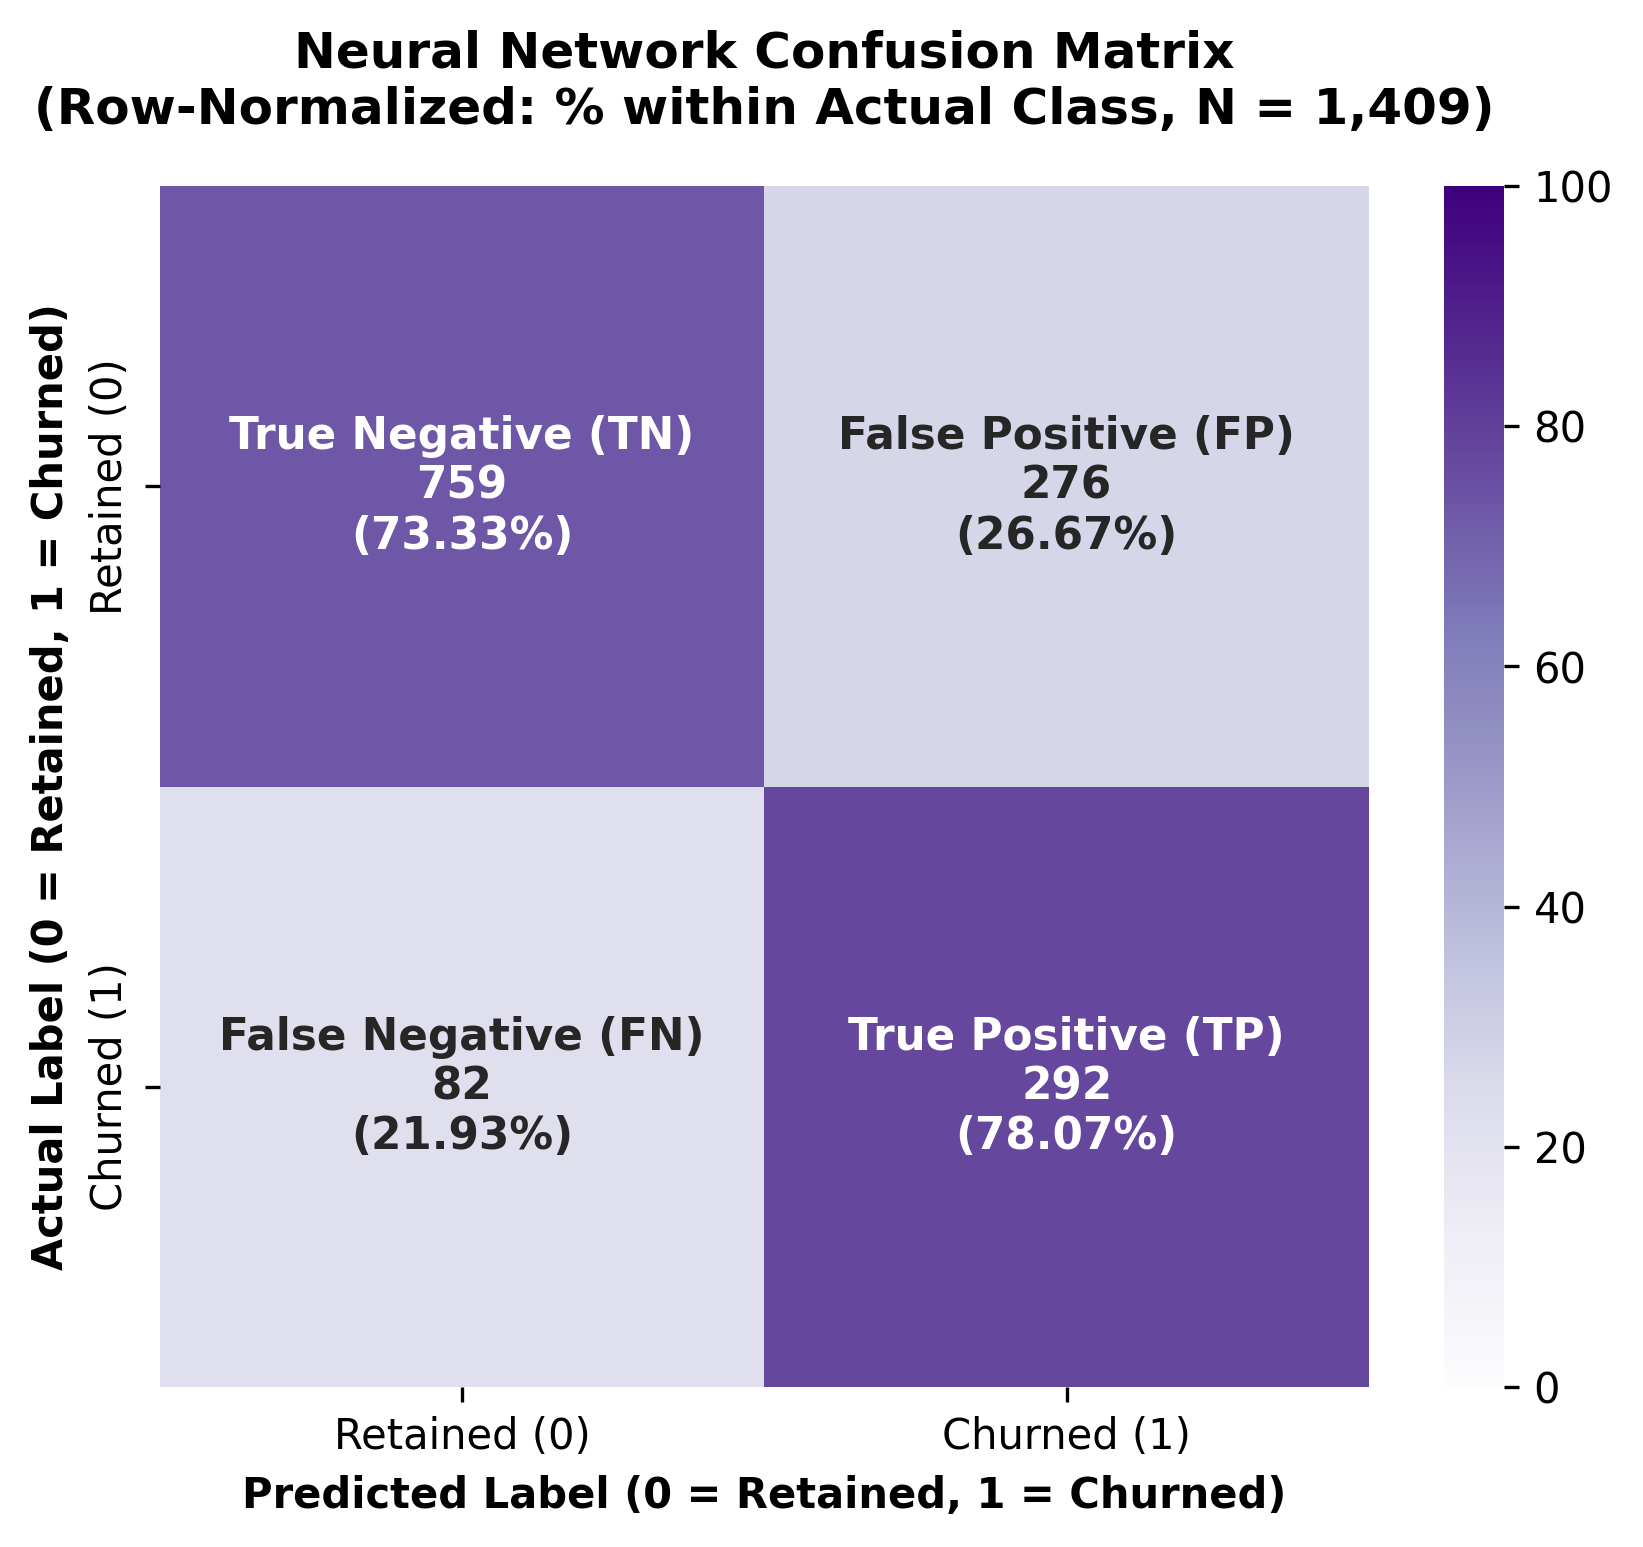 Neural Network Confusion Matrix
(Row-Normalized: % within Actual Class, N = 1,409)
Actual Label (0 = Retained, 1 = Churned)
Retained (0)
Churned (1)
True Negative (TN)
759
(73.33%)
False Positive (FP)
276
(26.67%)
False Negative (FN)
82
(21.93%)
True Positive (TP)
292
(78.07%)
100
80
60
40
20
0
Retained (0)
Churned (1)
Predicted Label (0 = Retained, 1 = Churned)